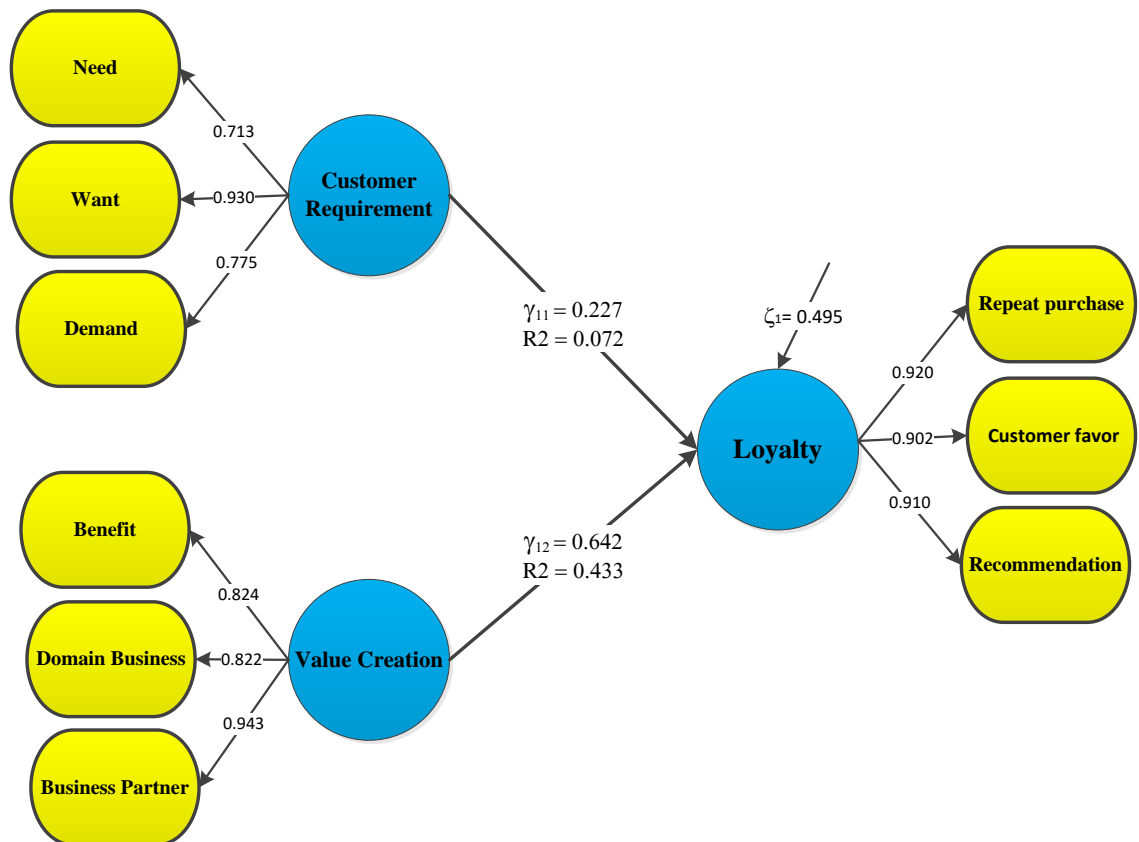 Need
0.713
Want
0.930
Demand
0.775
Customer
Requirement
γ11 = 0.227
R2 = 0.072
ζ1= 0.495
Loyalty
Repeat purchase
0.920
Customer favor
0.902
Recommendation
0.910
Benefit
0.824
Domain Business
0.822
Business Partner
0.943
Value Creation
γ12 = 0.642
R2 = 0.433